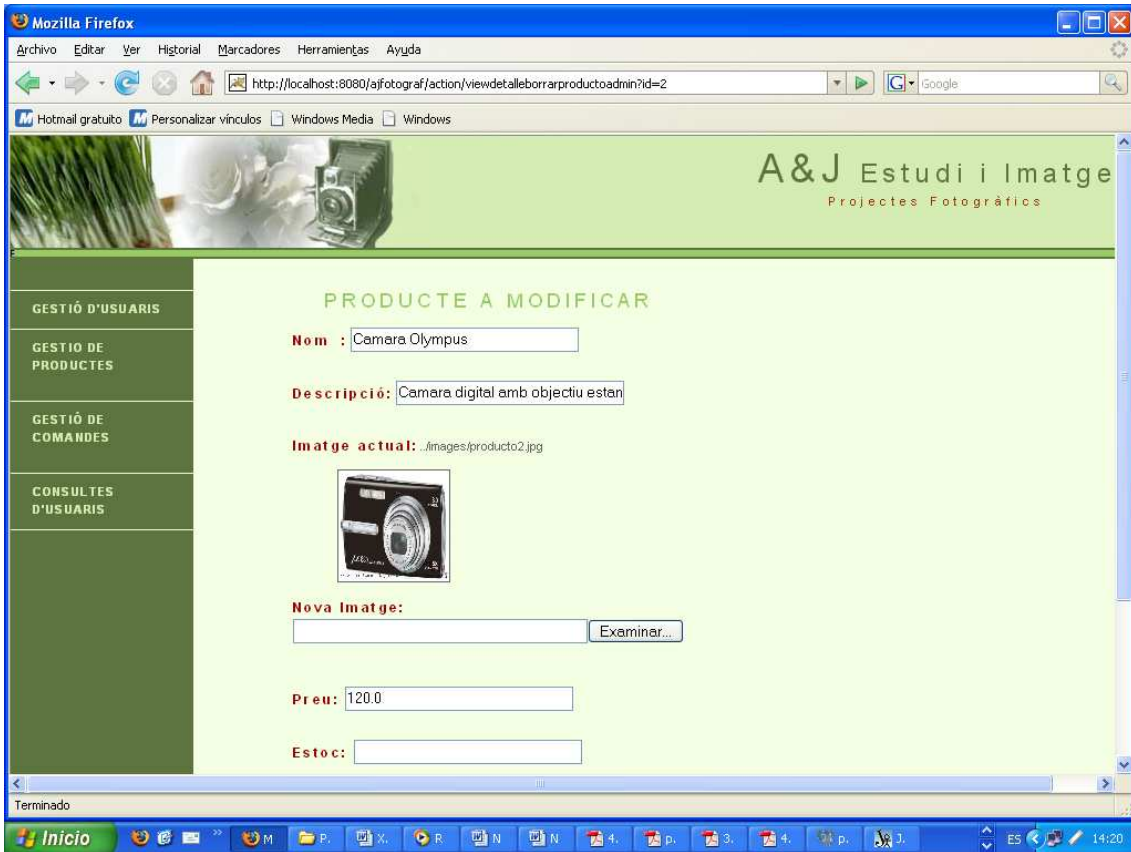 Mozilla Firefox
Archivo Editar Ver Historial Marcadores Herramientas Ayuda
http://localhost:8080/ajfotograf/action/viewdetalleborrarproductoadmin?id=2
G Google
Hotmail gratuito Personalizar vínculos Windows Media Windows
A&J Estudi i Imatge
Projectes Fotogràfics
GESTIÓ D'USUARIS
GESTIO DE
PRODUCTES
GESTIÓ DE
COMANDES
CONSULTES
D'USUARIS
PRODUCTE A MODIFICAR
Nom : Camara Olympus
Descripció: Camara digital amb objectiu estan
Imatge actual: ../images/producto2.jpg
Nova Imatge:
Examinar...
Preu: 120.0
Estoc:
Terminado
Inicio M P. X. R N N 4. p. 3. 4. p. J. ES 14:20